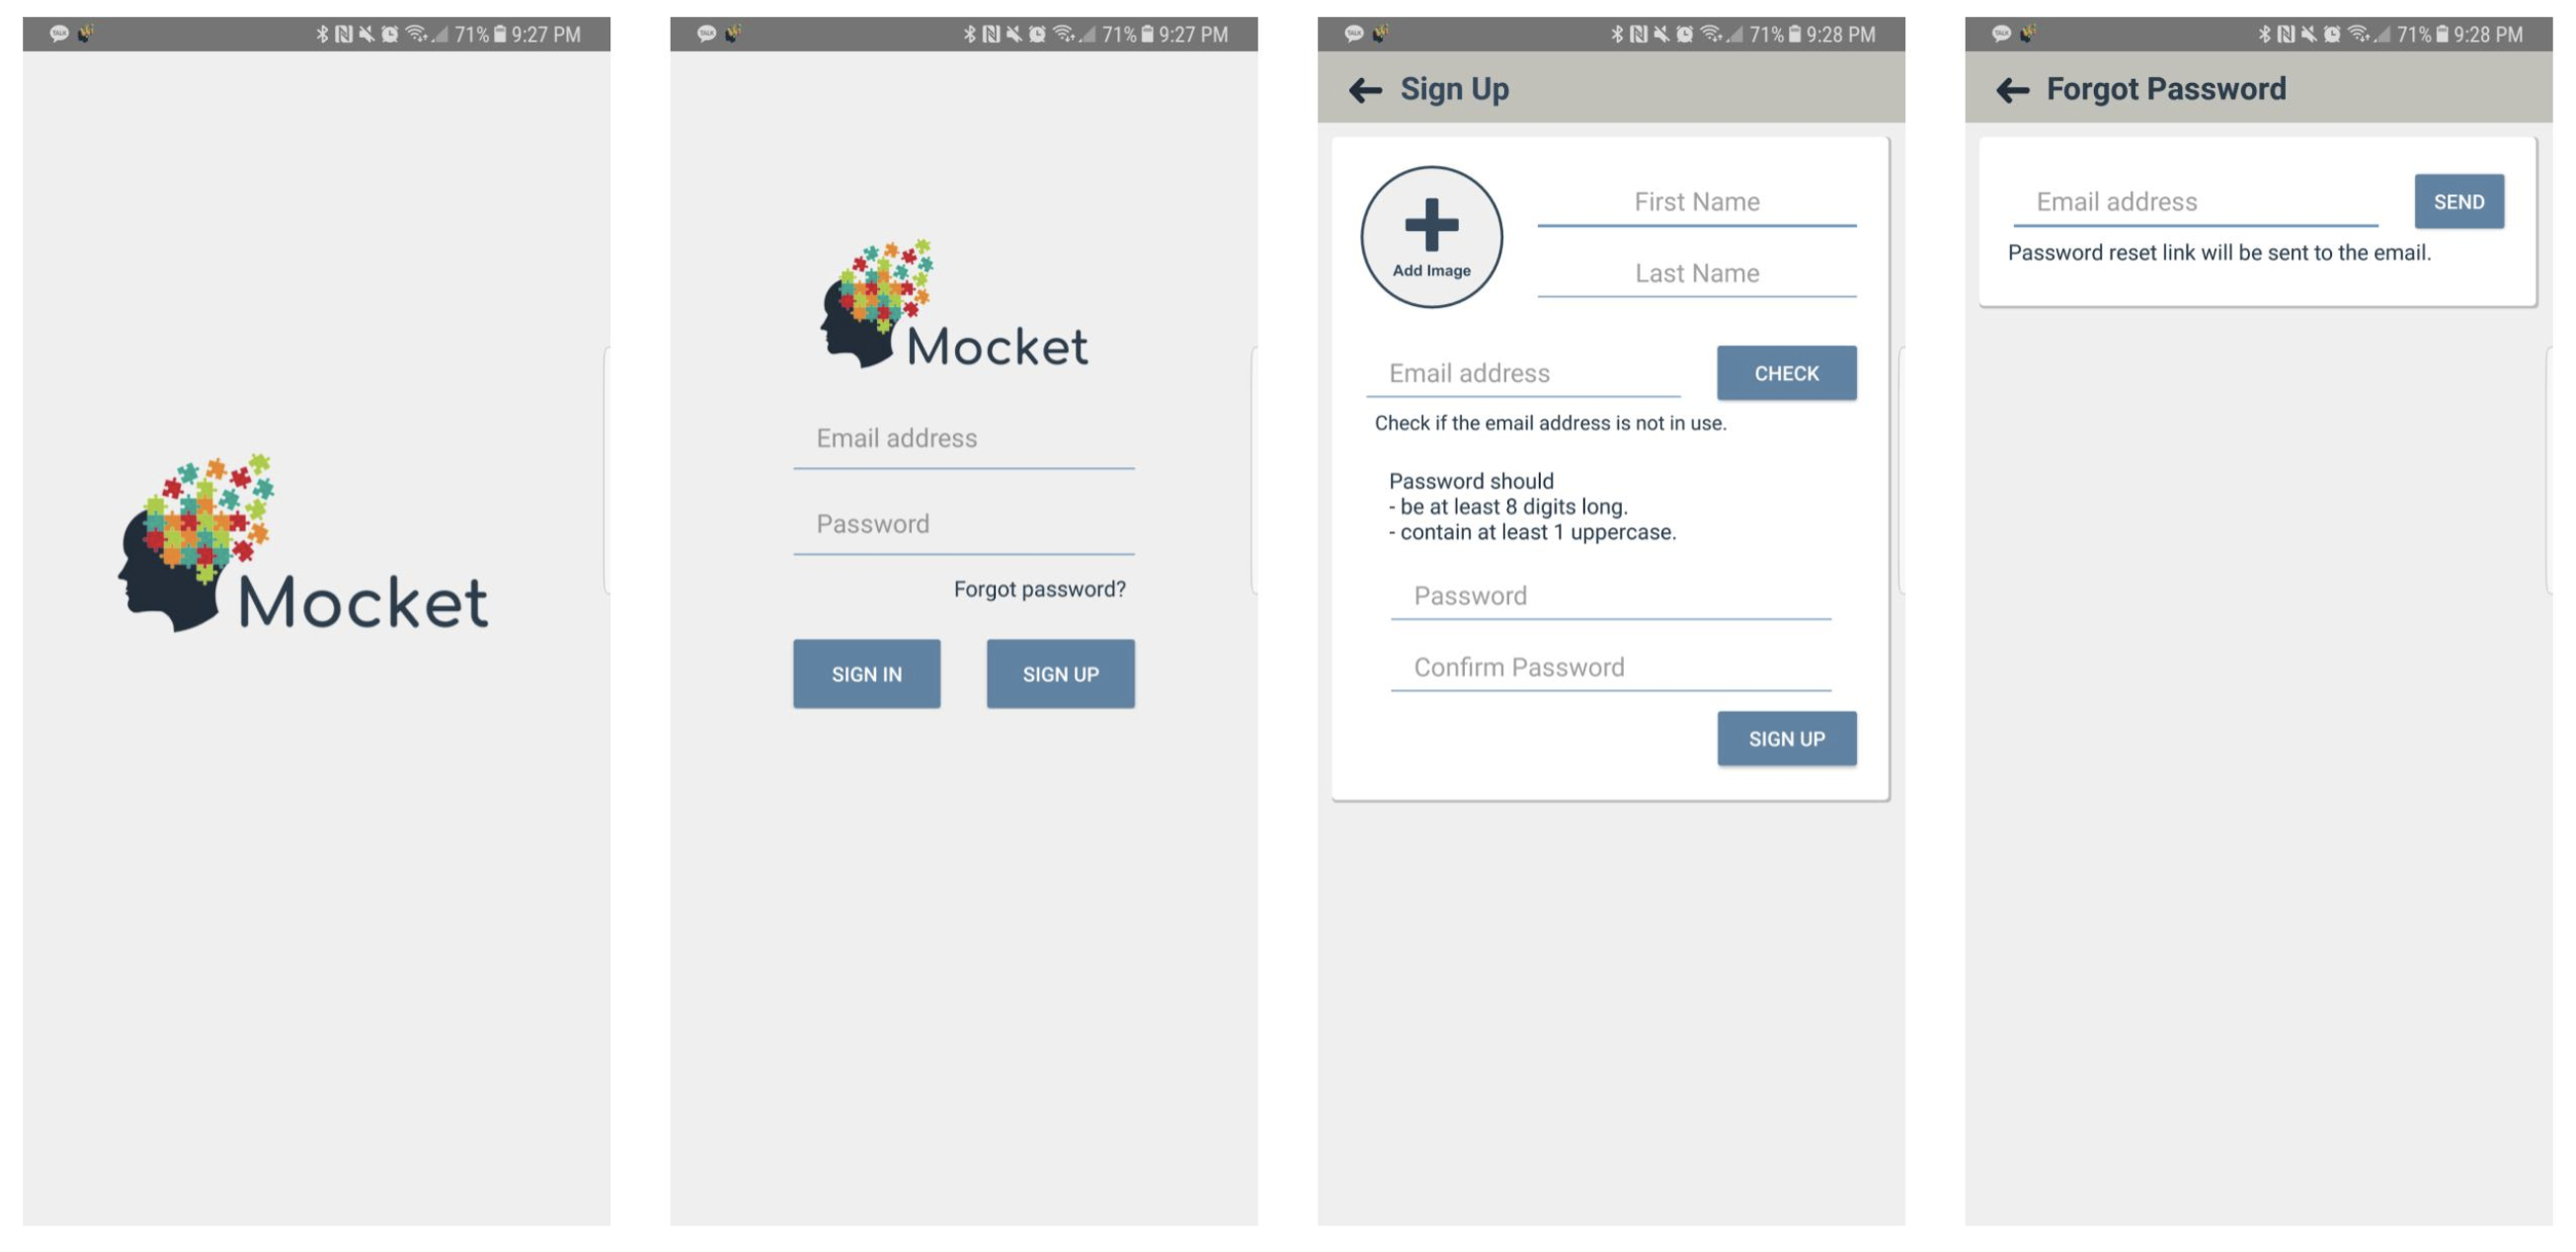 71% 9:27 PM
Mocket
71% 9:27 PM
Mocket
Email address
Password
Forgot password?
SIGN IN SIGN UP
71% 9:28 PM
Sign Up
Add Image
First Name
Last Name
Email address CHECK
Check if the email address is not in use.
Password should
- be at least 8 digits long.
- contain at least 1 uppercase.
Password
Confirm Password
SIGN UP
71% 9:28 PM
Forgot Password
Email address SEND
Password reset link will be sent to the email.